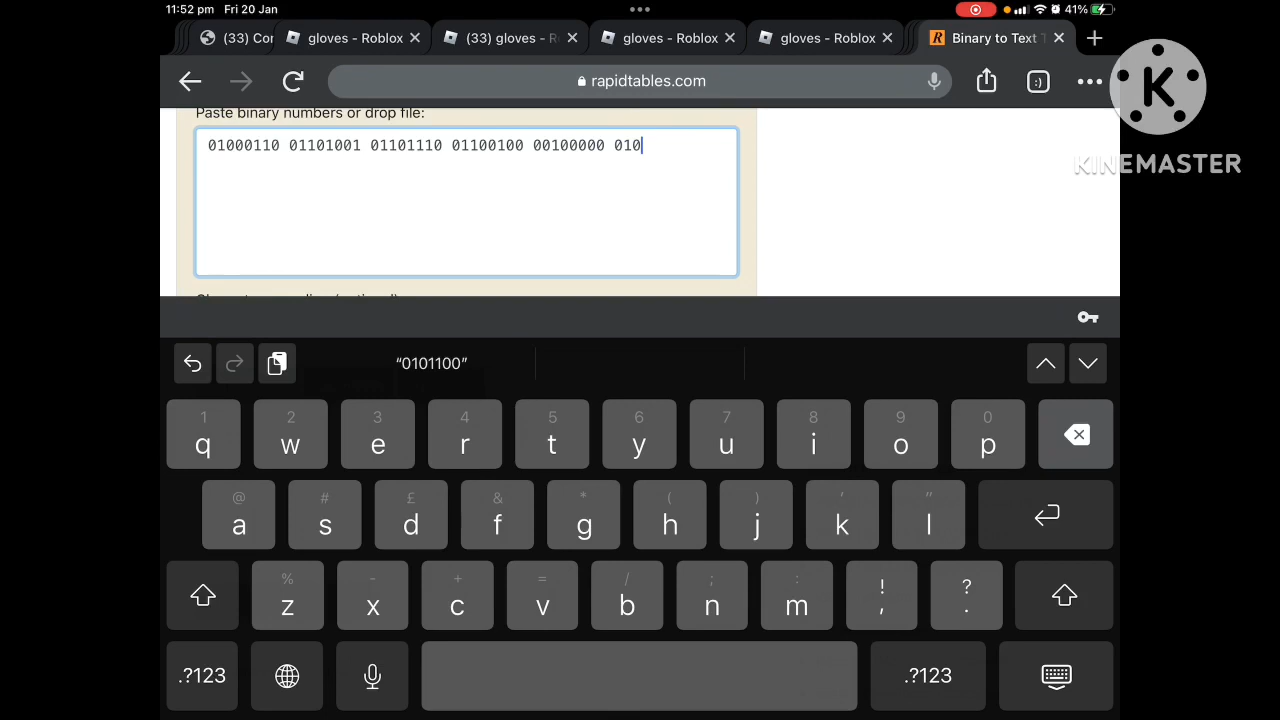 11:52 pm Fri 20 Jan 41%
(33) Cor gloves - Roblox (33) gloves - R gloves - Roblox gloves - Roblox Binary to Text T
rapidtables.com
K
KINEMASTER
Paste binary numbers or drop file:
01000110 01101001 01101110 01100100 00100000 010
“0101100”
1 2 3 4 5 6 7 8 9 0
q w e r t y u i o p
@ # £ & * ( ) ' "
a s d f g h j k l
% - + = / ; : ! ?
z x c v b n m , .
.?123 .?123